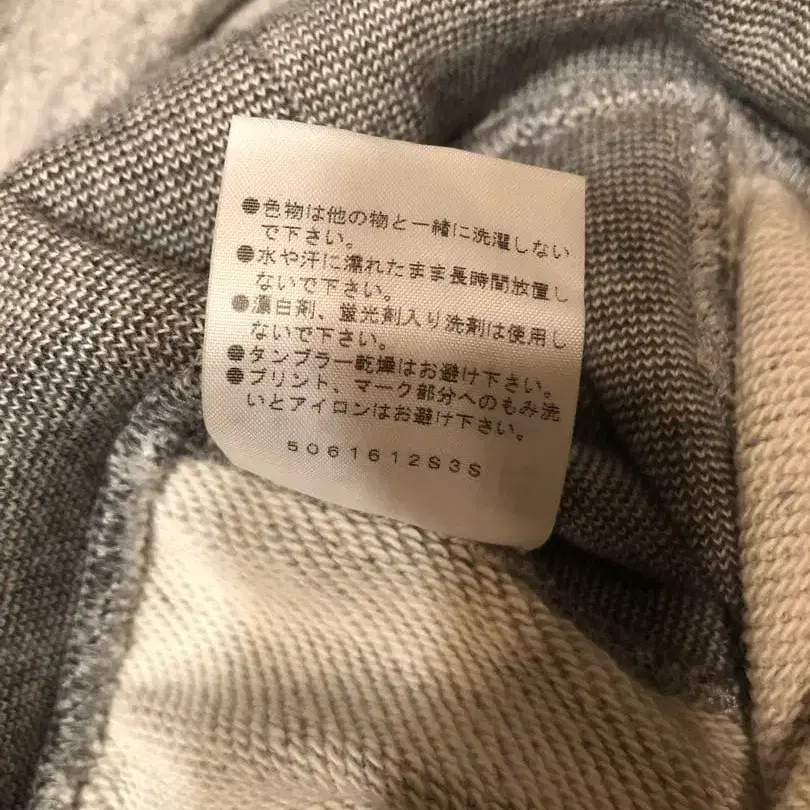 ●色物は他の物と一緒に洗濯しない
で下さい。
●水や汗に濡れたまま長時間放置し
ないで下さい。
●漂白剤、蛍光剤入り洗剤は使用し
ないで下さい。
●タンブラー乾燥はお避け下さい。
●プリント、マーク部分へのもみ洗
いとアイロンはお避け下さい。
5061612S3S